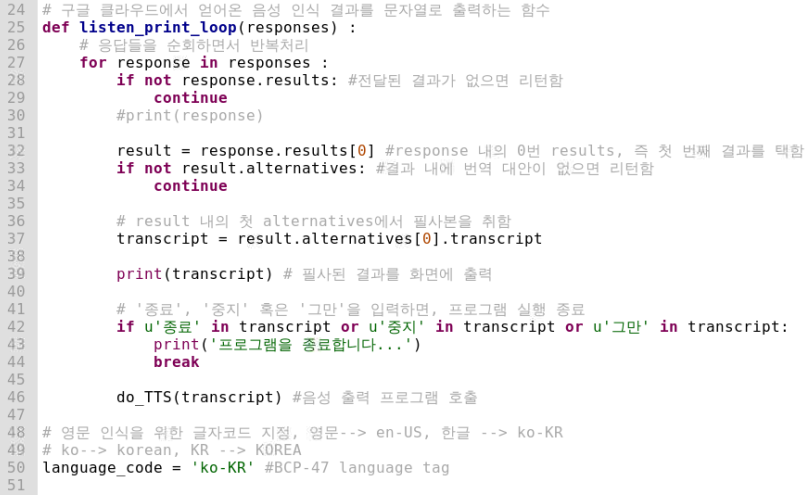 24 # 구글 클라우드에서 얻어온 음성 인식 결과를 문자열로 출력하는 함수
25 def listen_print_loop(responses) :
26     # 응답들을 순회하면서 반복처리
27     for response in responses :
28         if not response.results: #전달된 결과가 없으면 리턴함
29             continue
30         #print(response)
31
32         result = response.results[0] #response 내의 0번 results, 즉 첫 번째 결과를 택함
33         if not result.alternatives: #결과 내에 번역 대안이 없으면 리턴함
34             continue
35
36         # result 내의 첫 alternatives에서 필사본을 취함
37         transcript = result.alternatives[0].transcript
38
39         print(transcript) # 필사된 결과를 화면에 출력
40
41         # '종료', '중지' 혹은 '그만'을 입력하면, 프로그램 실행 종료
42         if u'종료' in transcript or u'중지' in transcript or u'그만' in transcript:
43             print('프로그램을 종료합니다...')
44             break
45
46         do_TTS(transcript) #음성 출력 프로그램 호출
47
48 # 영문 인식을 위한 글자코드 지정, 영문--> en-US, 한글 --> ko-KR
49 # ko--> korean, KR --> KOREA
50 language_code = 'ko-KR' #BCP-47 language tag
51